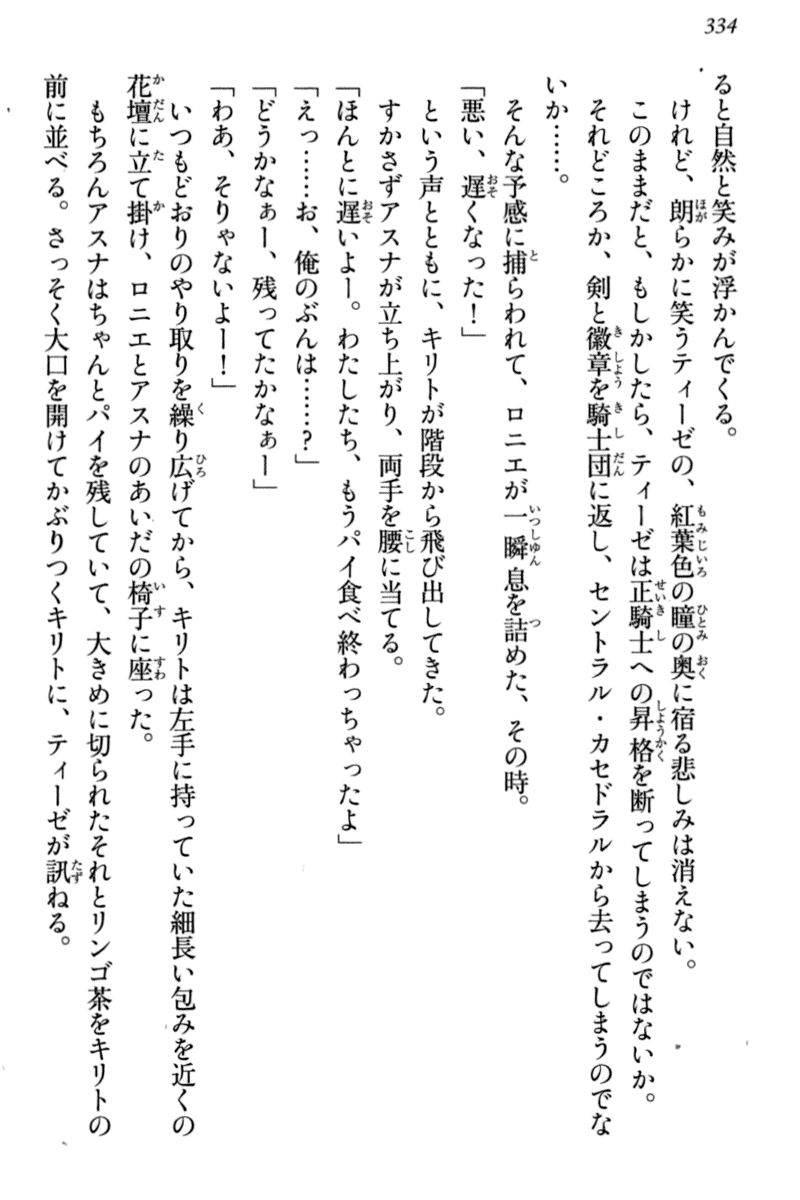 334
ると自然と笑みが浮かんでくる。
けれど、朗らかに笑うティーゼの、紅葉色の瞳の奥に宿る悲しみは消えない。
このままだと、もしかしたら、ティーゼは正騎士への昇格を断ってしまうのではないか。
それどころか、剣と徽章を騎士団に返し、セントラル・カセドラルから去ってしまうのでな
いか……。
そんな予感に捕らわれて、ロニエが一瞬息を詰めた、その時。
「悪い、遅くなった！」
という声とともに、キリトが階段から飛び出してきた。
すかさずアスナが立ち上がり、両手を腰に当てる。
「ほんとに遅いよー。わたしたち、もうパイ食べ終わっちゃったよ」
「えっ……お、俺のぶんは……？」
「どうかなぁー、残ってたかなぁー」
「わあ、そりゃないよー！」
いつもどおりのやり取りを繰り広げてから、キリトは左手に持っていた細長い包みを近くの
花壇に立て掛け、ロニエとアスナのあいだの椅子に座った。
もちろんアスナはちゃんとパイを残していて、大きめに切られたそれとリンゴ茶をキリトの
前に並べる。さっそく大口を開けてかぶりつくキリトに、ティーゼが訊ねる。